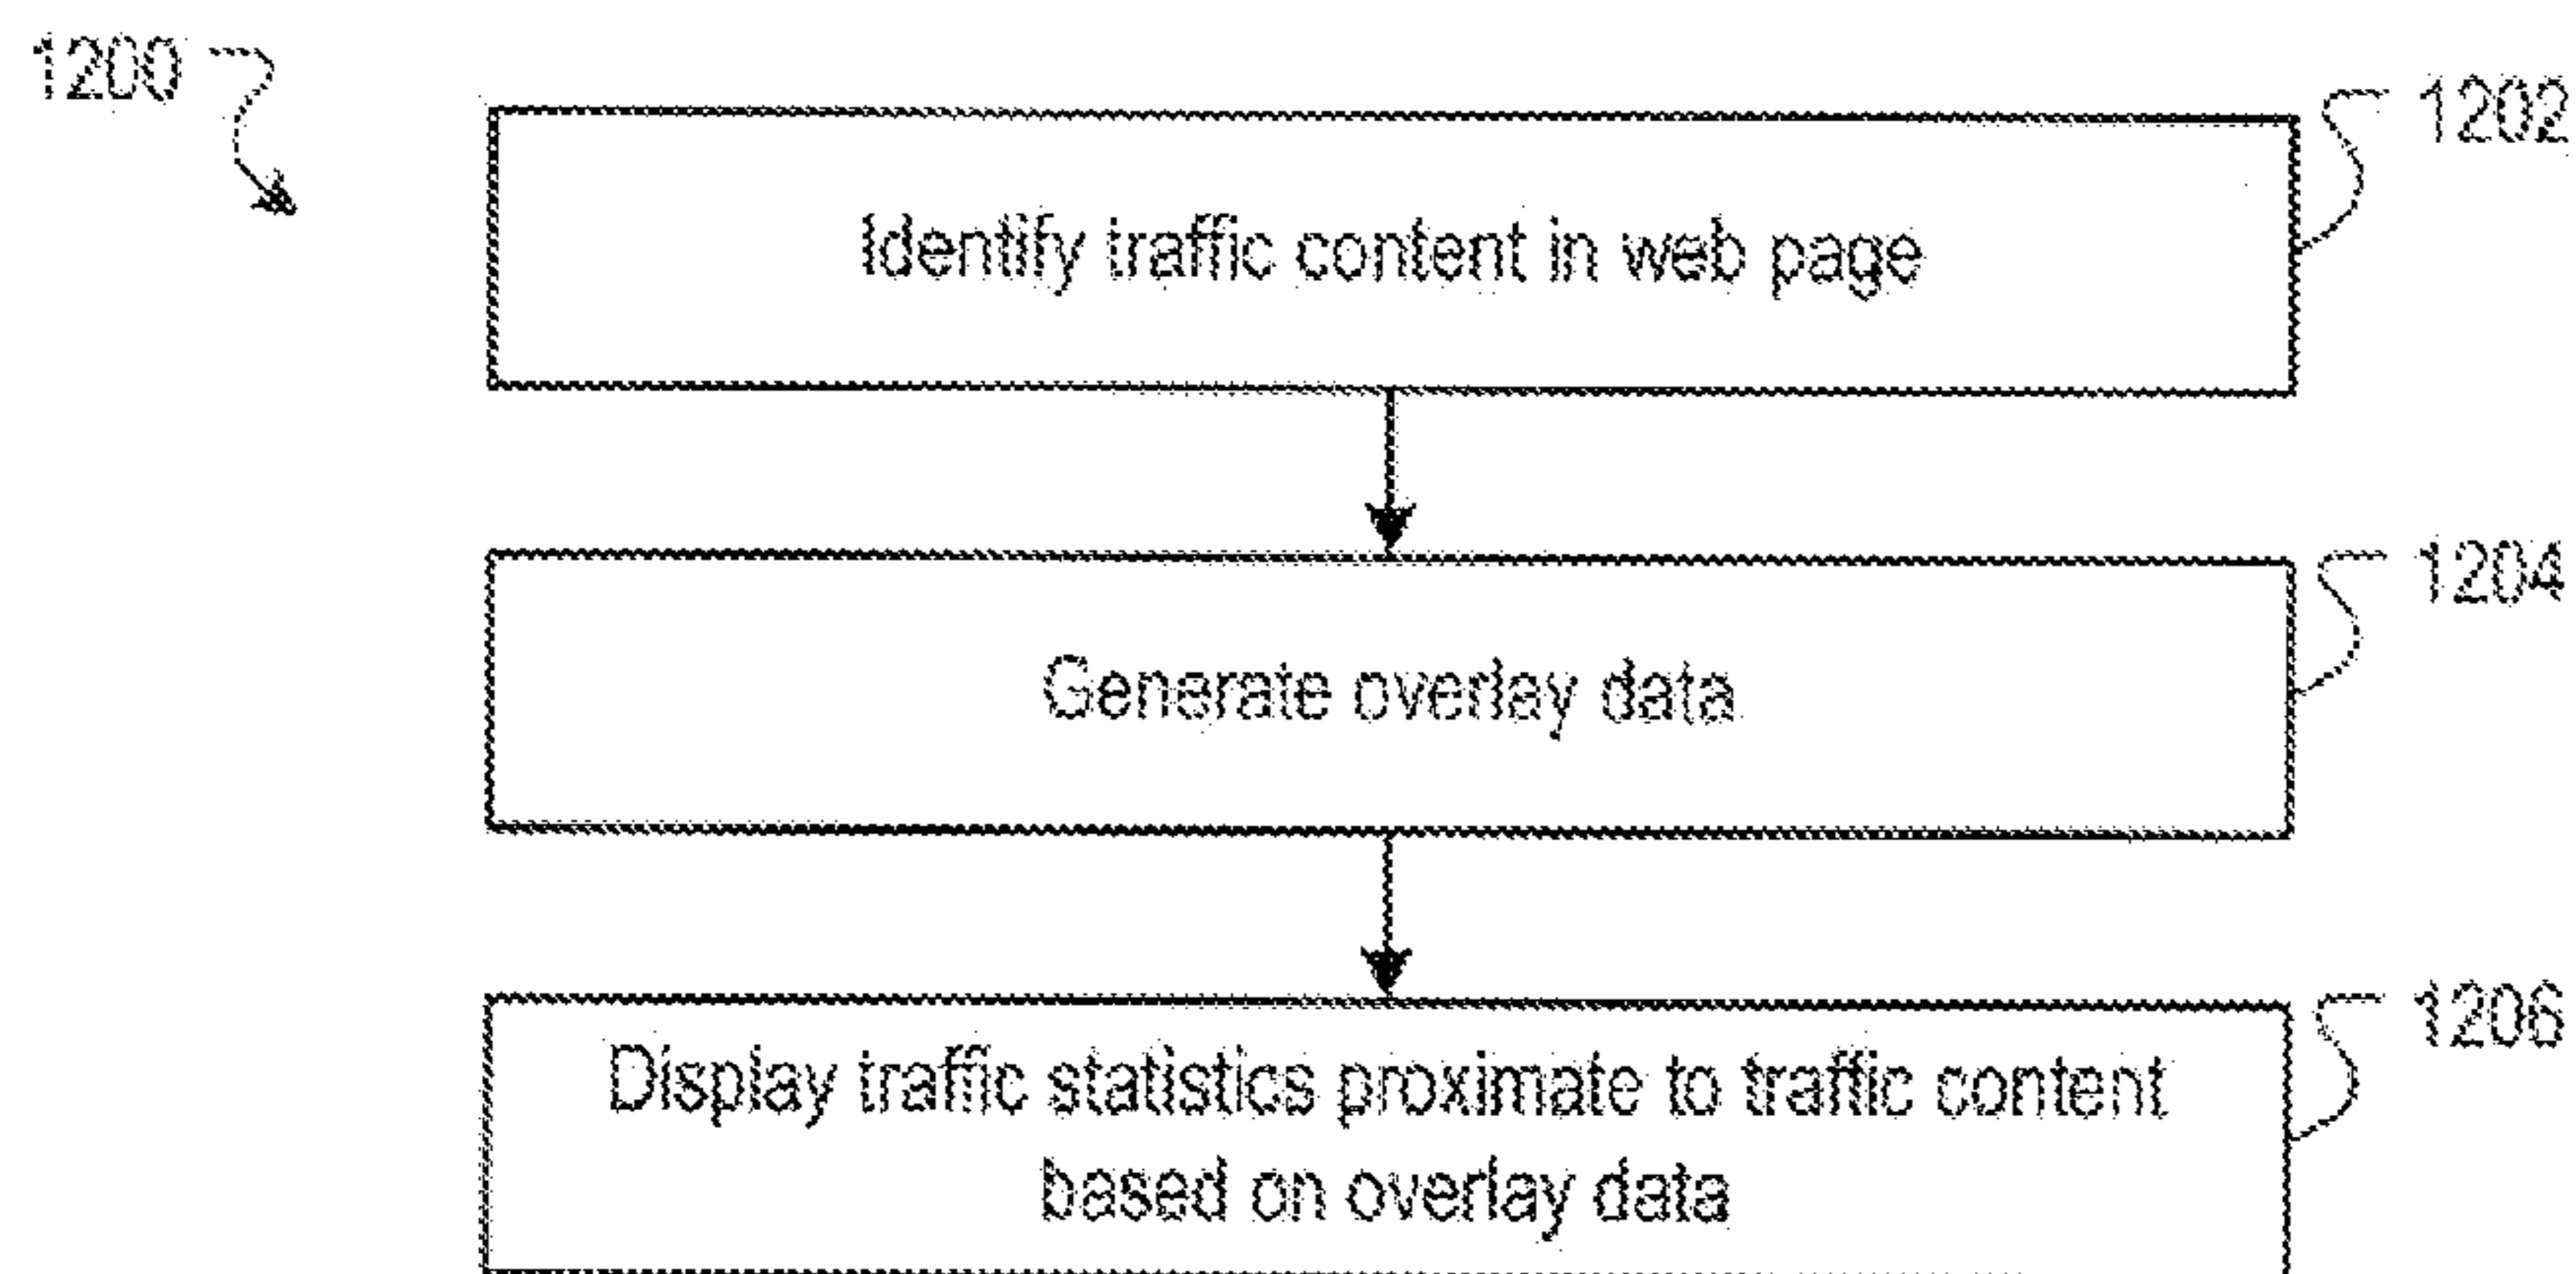 1200
1202
Identify traffic content in web page
1204
Generate overlay data
1206
Display traffic statistics proximate to traffic content
based on overlay data